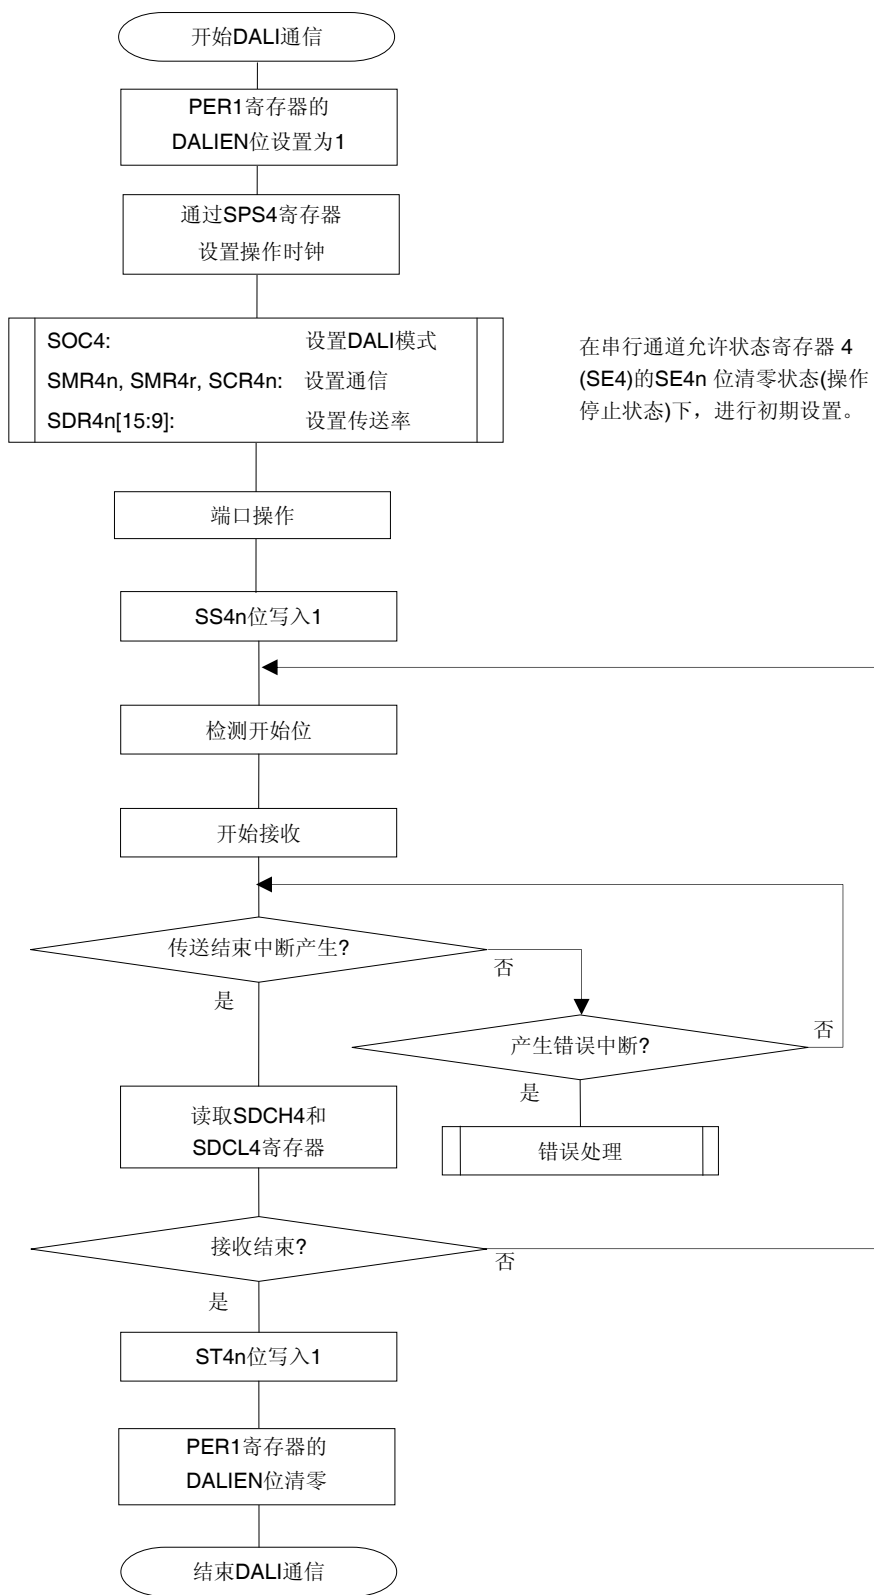 开始DALI通信
PER1寄存器的
DALIEN位设置为1
通过SPS4寄存器
设置操作时钟
SOC4: 设置DALI模式
SMR4n, SMR4r, SCR4n: 设置通信
SDR4n[15:9]: 设置传送率
在串行通道允许状态寄存器 4
(SE4)的SE4n 位清零状态(操作
停止状态)下，进行初期设置。
端口操作
SS4n位写入1
检测开始位
开始接收
传送结束中断产生?
否
是
产生错误中断?
否
是
读取SDCH4和
SDCL4寄存器
错误处理
接收结束?
否
是
ST4n位写入1
PER1寄存器的
DALIEN位清零
结束DALI通信